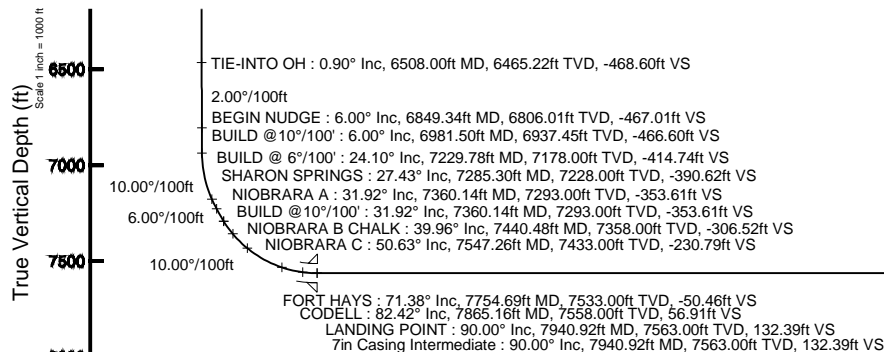 True Vertical Depth (ft)
Scale 1 inch = 1000 ft
6500
7000
7500
TIE-INTO OH : 0.90° Inc, 6508.00ft MD, 6465.22ft TVD, -468.60ft VS
2.00°/100ft
BEGIN NUDGE : 6.00° Inc, 6849.34ft MD, 6806.01ft TVD, -467.01ft VS
BUILD @10°/100' : 6.00° Inc, 6981.50ft MD, 6937.45ft TVD, -466.60ft VS
BUILD @ 6°/100' : 24.10° Inc, 7229.78ft MD, 7178.00ft TVD, -414.74ft VS
SHARON SPRINGS : 27.43° Inc, 7285.30ft MD, 7228.00ft TVD, -390.62ft VS
10.00°/100ft
NIOBRARA A : 31.92° Inc, 7360.14ft MD, 7293.00ft TVD, -353.61ft VS
BUILD @10°/100' : 31.92° Inc, 7360.14ft MD, 7293.00ft TVD, -353.61ft VS
6.00°/100ft
NIOBRARA B CHALK : 39.96° Inc, 7440.48ft MD, 7358.00ft TVD, -306.52ft VS
NIOBRARA C : 50.63° Inc, 7547.26ft MD, 7433.00ft TVD, -230.79ft VS
10.00°/100ft
FORT HAYS : 71.38° Inc, 7754.69ft MD, 7533.00ft TVD, -50.46ft VS
CODELL : 82.42° Inc, 7865.16ft MD, 7558.00ft TVD, 56.91ft VS
LANDING POINT : 90.00° Inc, 7940.92ft MD, 7563.00ft TVD, 132.39ft VS
7in Casing Intermediate : 90.00° Inc, 7940.92ft MD, 7563.00ft TVD, 132.39ft VS